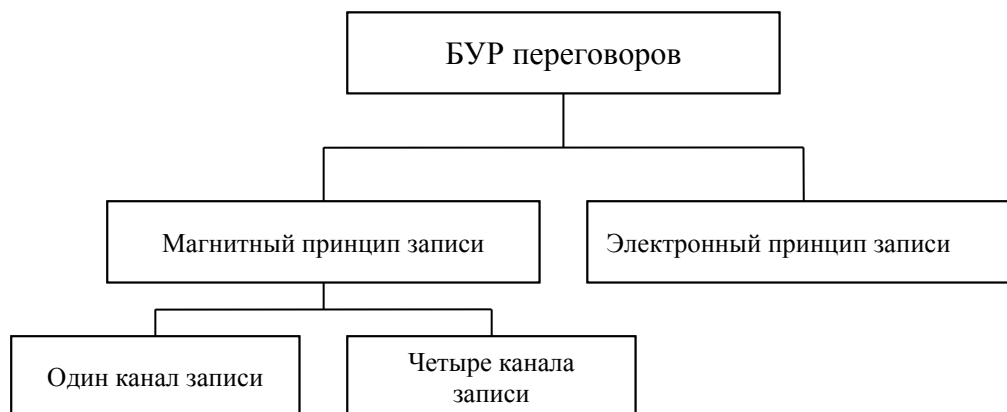 БУР переговоров
Магнитный принцип записи
Электронный принцип записи
Один канал записи
Четыре канала
записи